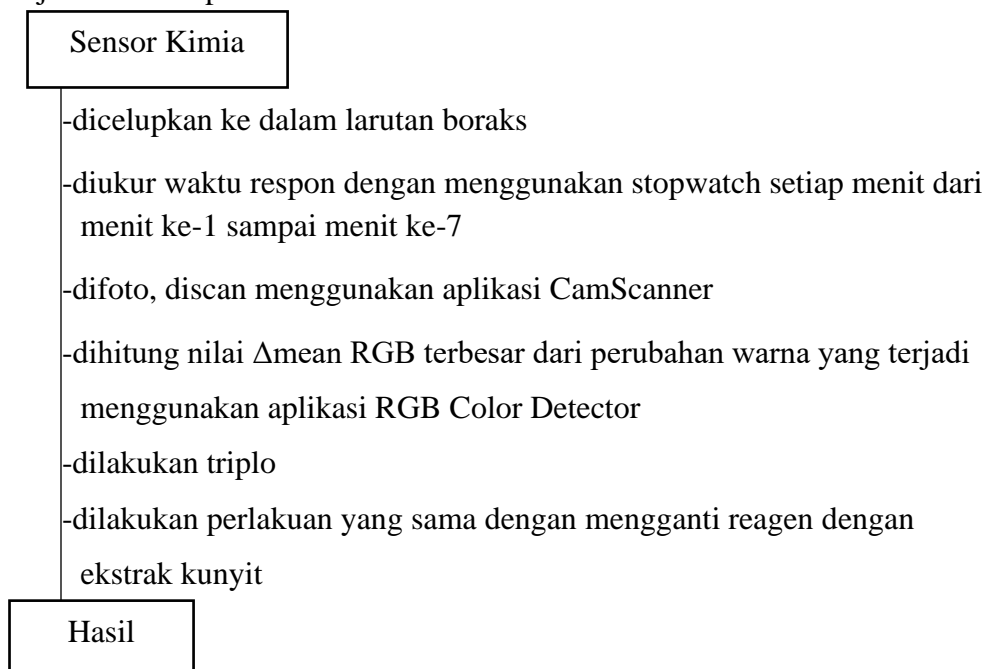 Sensor Kimia
-dicelupkan ke dalam larutan boraks
-diukur waktu respon dengan menggunakan stopwatch setiap menit dari
menit ke-1 sampai menit ke-7
-difoto, discan menggunakan aplikasi CamScanner
-dihitung nilai Δmean RGB terbesar dari perubahan warna yang terjadi
menggunakan aplikasi RGB Color Detector
-dilakukan triplo
-dilakukan perlakuan yang sama dengan mengganti reagen dengan
ekstrak kunyit
Hasil